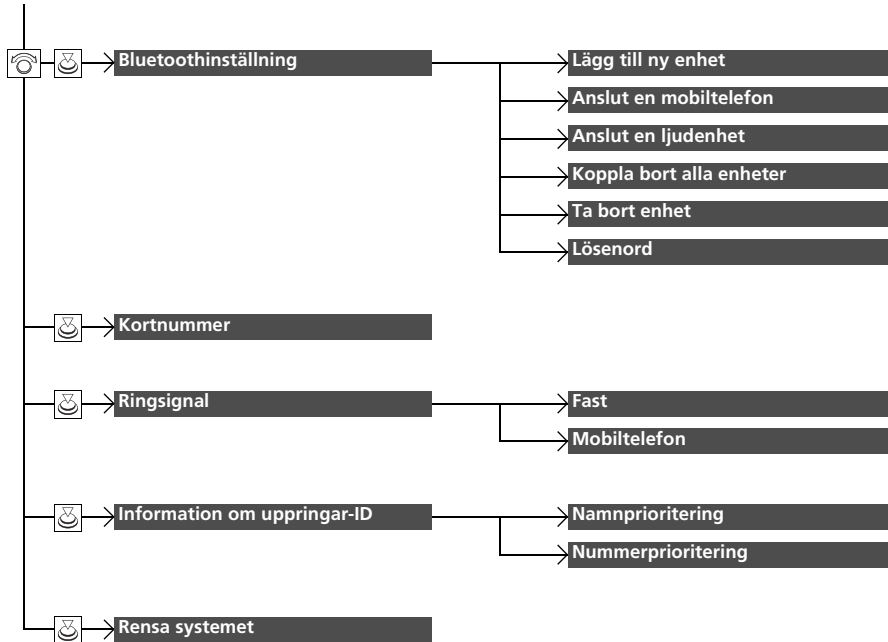 Bluetoothinställning
Lägg till ny enhet
Anslut en mobiltelefon
Anslut en ljudenhet
Koppla bort alla enheter
Ta bort enhet
Lösenord
Kortnummer
Ringsignal
Fast
Mobiltelefon
Information om uppringar-ID
Namnprioritering
Nummerprioritering
Rensa systemet